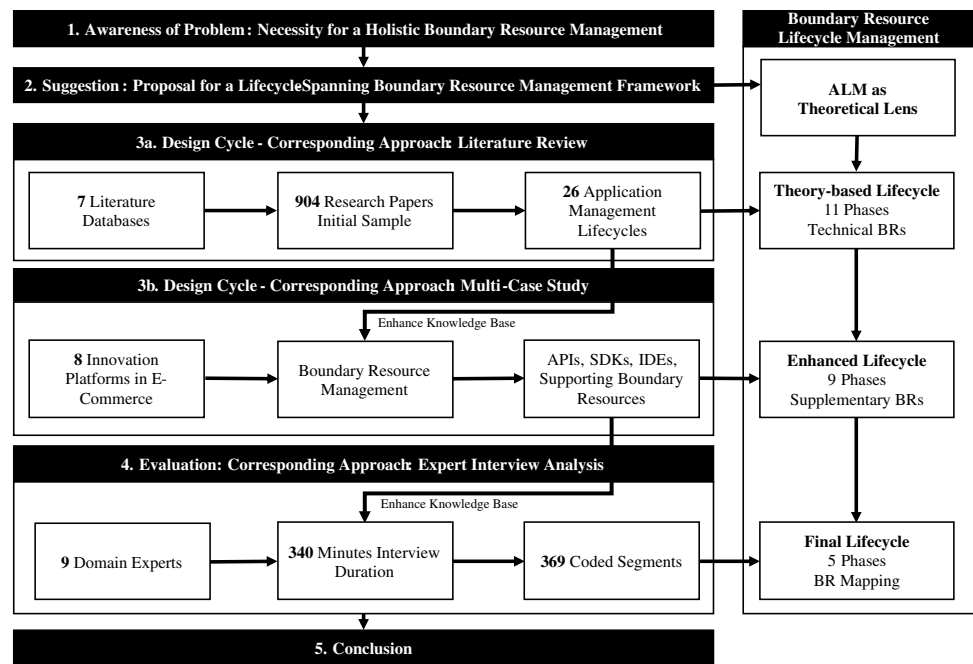 1. Awareness of Problem: Necessity for a Holistic Boundary Resource Management
2. Suggestion: Proposal for a Lifecycle-Spanning Boundary Resource Management Framework
3a. Design Cycle - Corresponding Approach: Literature Review
7 Literature
Databases
904 Research Papers
Initial Sample
26 Application
Management
Lifecycles
3b. Design Cycle - Corresponding Approach Multi-Case Study
Enhance Knowledge Base
8 Innovation
Platforms in E-
Commerce
Boundary Resource
Management
APIs, SDKs, IDEs,
Supporting Boundary
Resources
4. Evaluation: Corresponding Approach: Expert Interview Analysis
Enhance Knowledge Base
9 Domain Experts
340 Minutes Interview
Duration
369 Coded Segments
5. Conclusion
Boundary Resource
Lifecycle Management
ALM as
Theoretical Lens
Theory-based Lifecycle
11 Phases
Technical BRs
Enhanced Lifecycle
9 Phases
Supplementary BRs
Final Lifecycle
5 Phases
BR Mapping